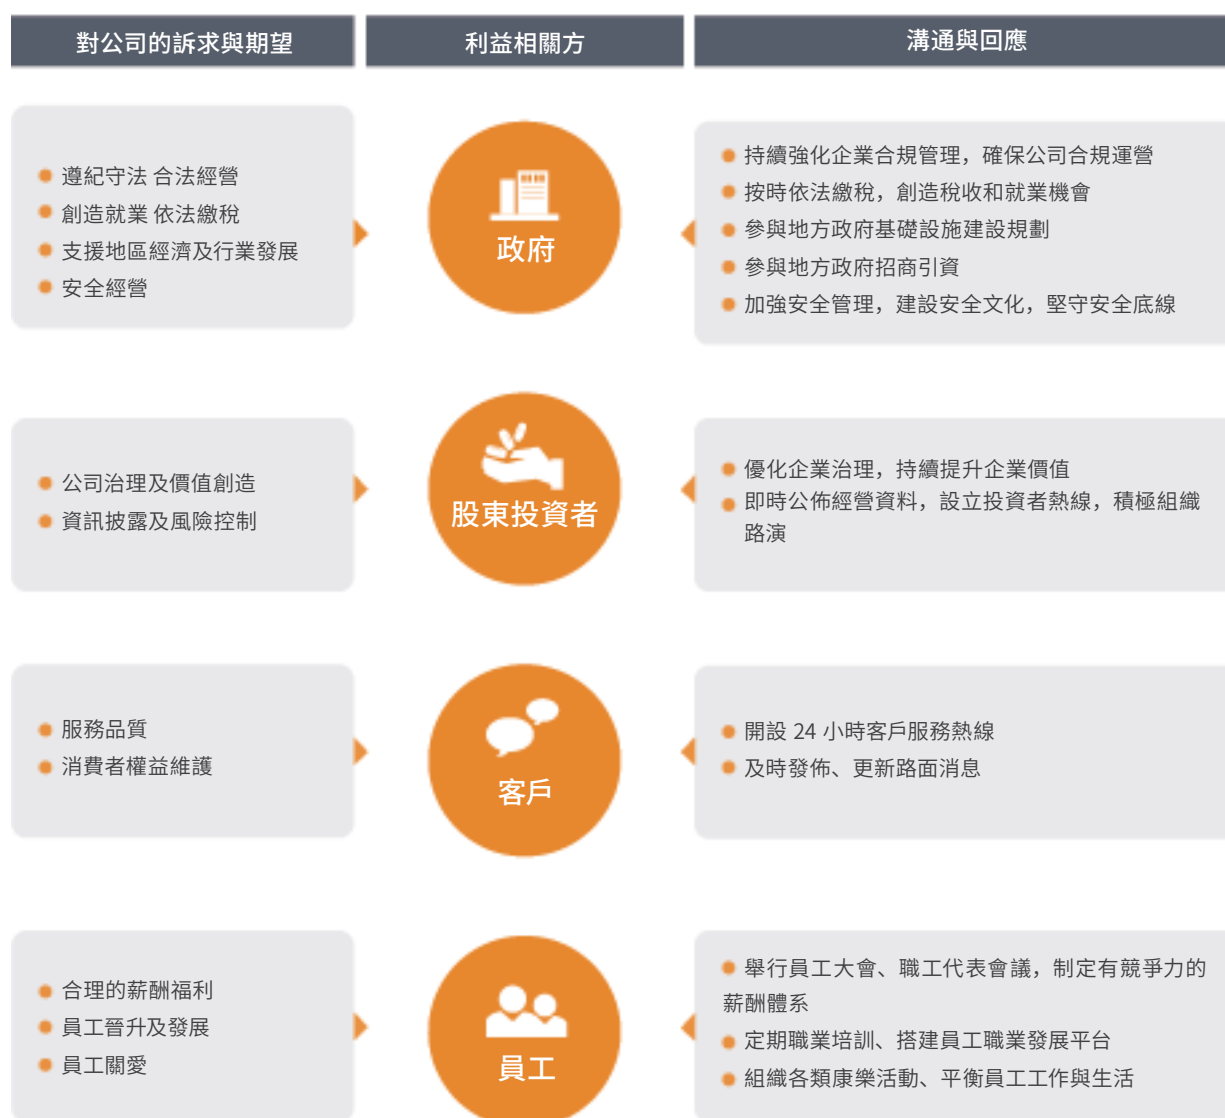 對公司的訴求與期望
利益相關方
溝通與回應
遵紀守法 合法經營
創造就業 依法繳稅
支援地區經濟及行業發展
安全經營
政府
持續強化企業合規管理，確保公司合規運營
按時依法繳稅，創造稅收和就業機會
參與地方政府基礎設施建設規劃
參與地方政府招商引資
加強安全管理，建設安全文化，堅守安全底線
公司治理及價值創造
資訊披露及風險控制
股東投資者
優化企業治理，持續提升企業價值
即時公佈經營資料，設立投資者熱線，積極組織
路演
服務品質
消費者權益維護
客戶
開設 24 小時客戶服務熱線
及時發佈、更新路面消息
合理的薪酬福利
員工晉升及發展
員工關愛
員工
舉行員工大會、職工代表會議，制定有競爭力的
薪酬體系
定期職業培訓、搭建員工職業發展平台
組織各類康樂活動、平衡員工工作與生活